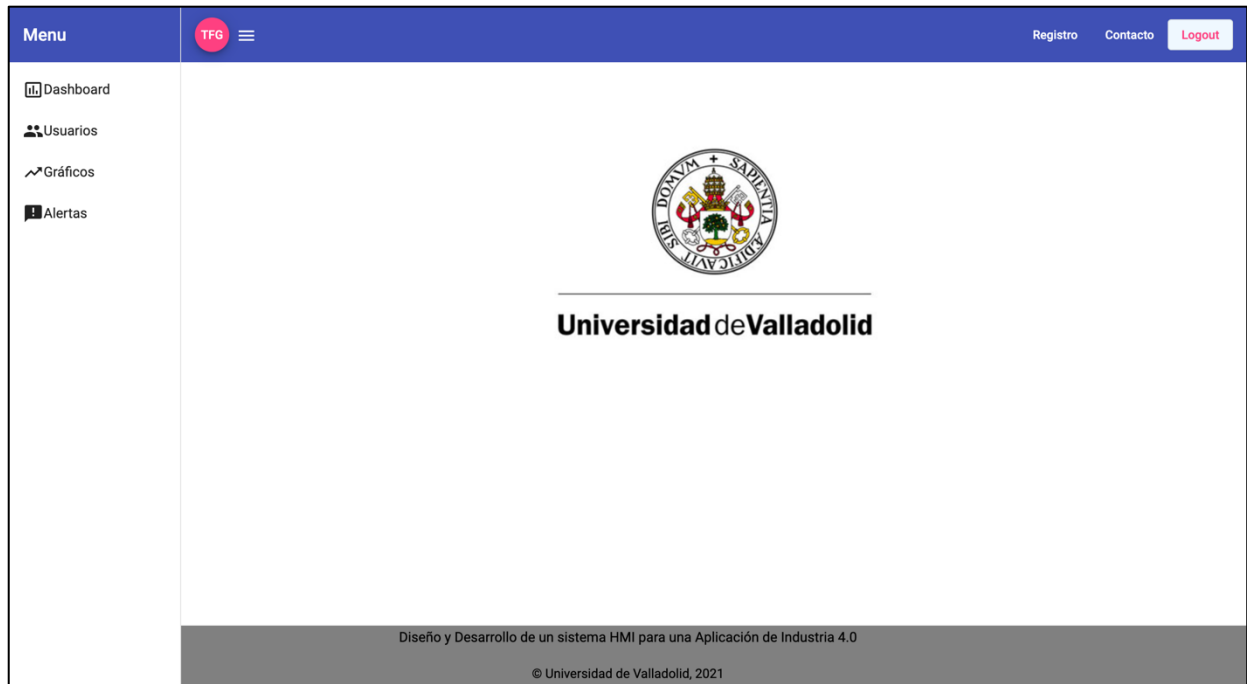 Menu
TFG
Registro
Contacto
Logout
Dashboard
Usuarios
Gráficos
Alertas
SIBI DOMVM + SAPIENTIA ÆDIFICAVIT
Universidad de Valladolid
Diseño y Desarrollo de un sistema HMI para una Aplicación de Industria 4.0
© Universidad de Valladolid, 2021